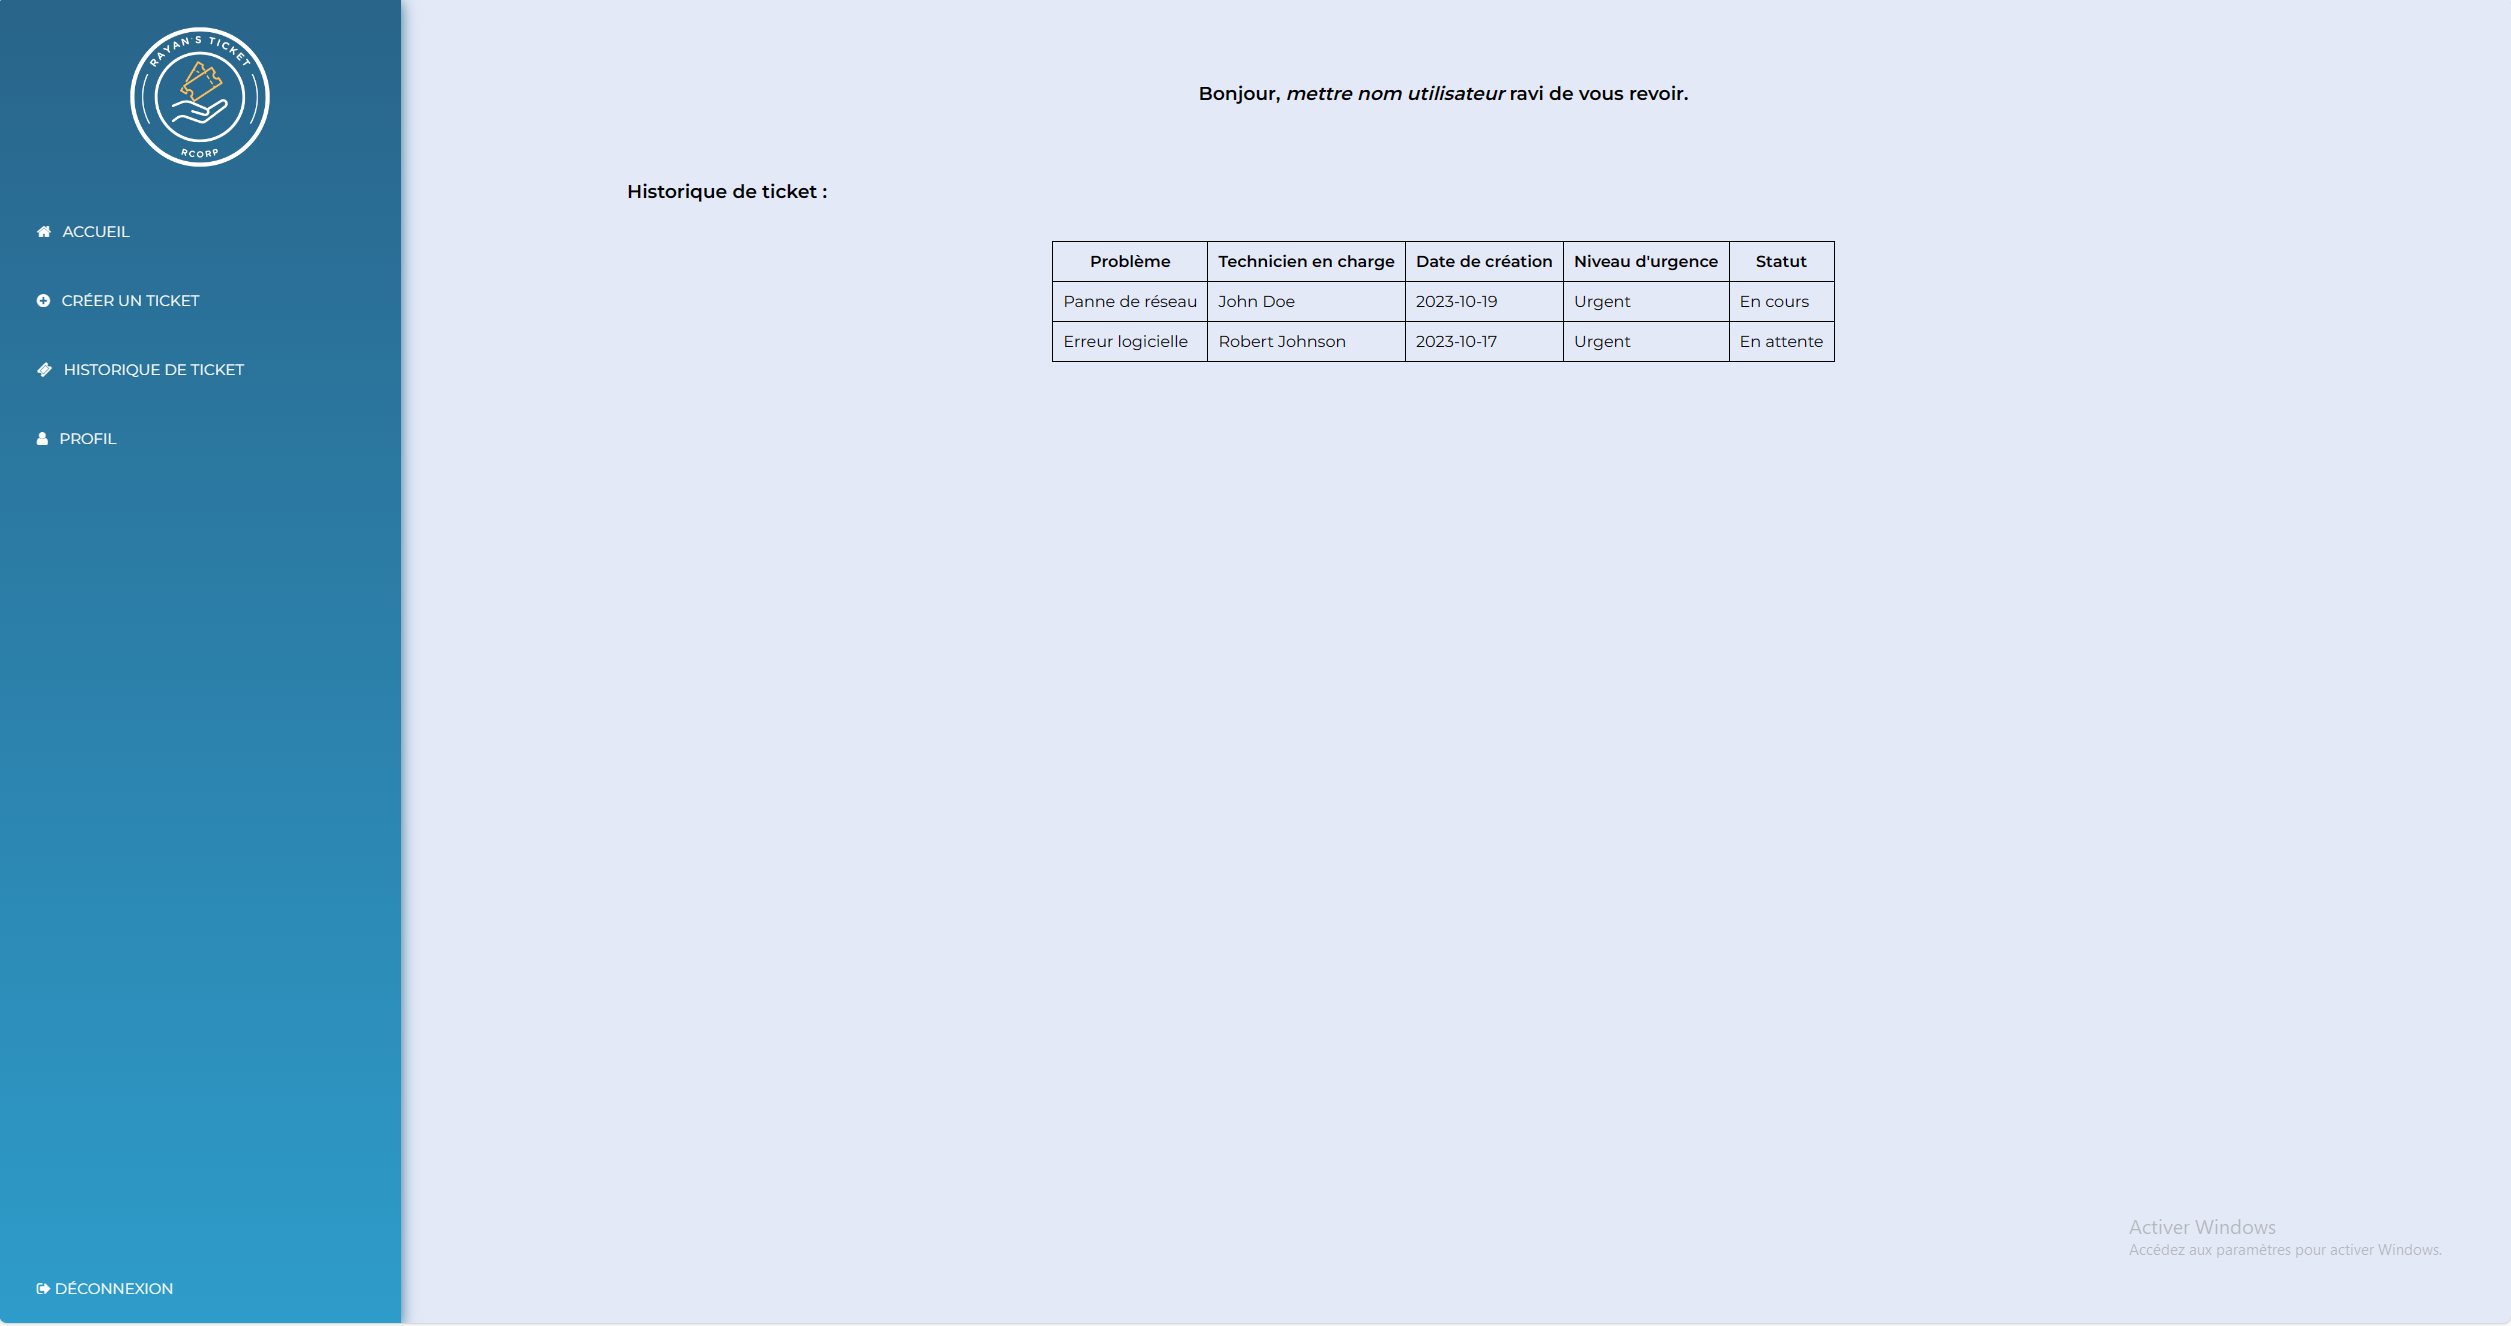 RAYAN'S TICKET
RCORP
ACCUEIL
CRÉER UN TICKET
HISTORIQUE DE TICKET
PROFIL
DÉCONNEXION
Bonjour, mettre nom utilisateur ravi de vous revoir.
Historique de ticket :
Problème Technicien en charge Date de création Niveau d'urgence Statut
Panne de réseau John Doe 2023-10-19 Urgent En cours
Erreur logicielle Robert Johnson 2023-10-17 Urgent En attente
Activer Windows
Accédez aux paramètres pour activer Windows.